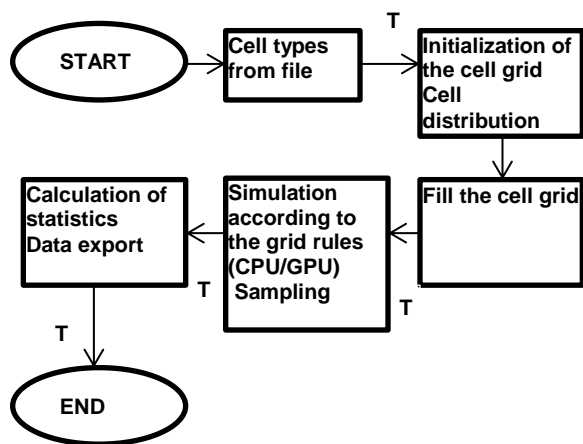 START
Cell types
from file
T
Initialization of
the cell grid
Cell
distribution
Fill the cell grid
T
Simulation
according to
the grid rules
(CPU/GPU)
Sampling
T
Calculation of
statistics
Data export
T
END